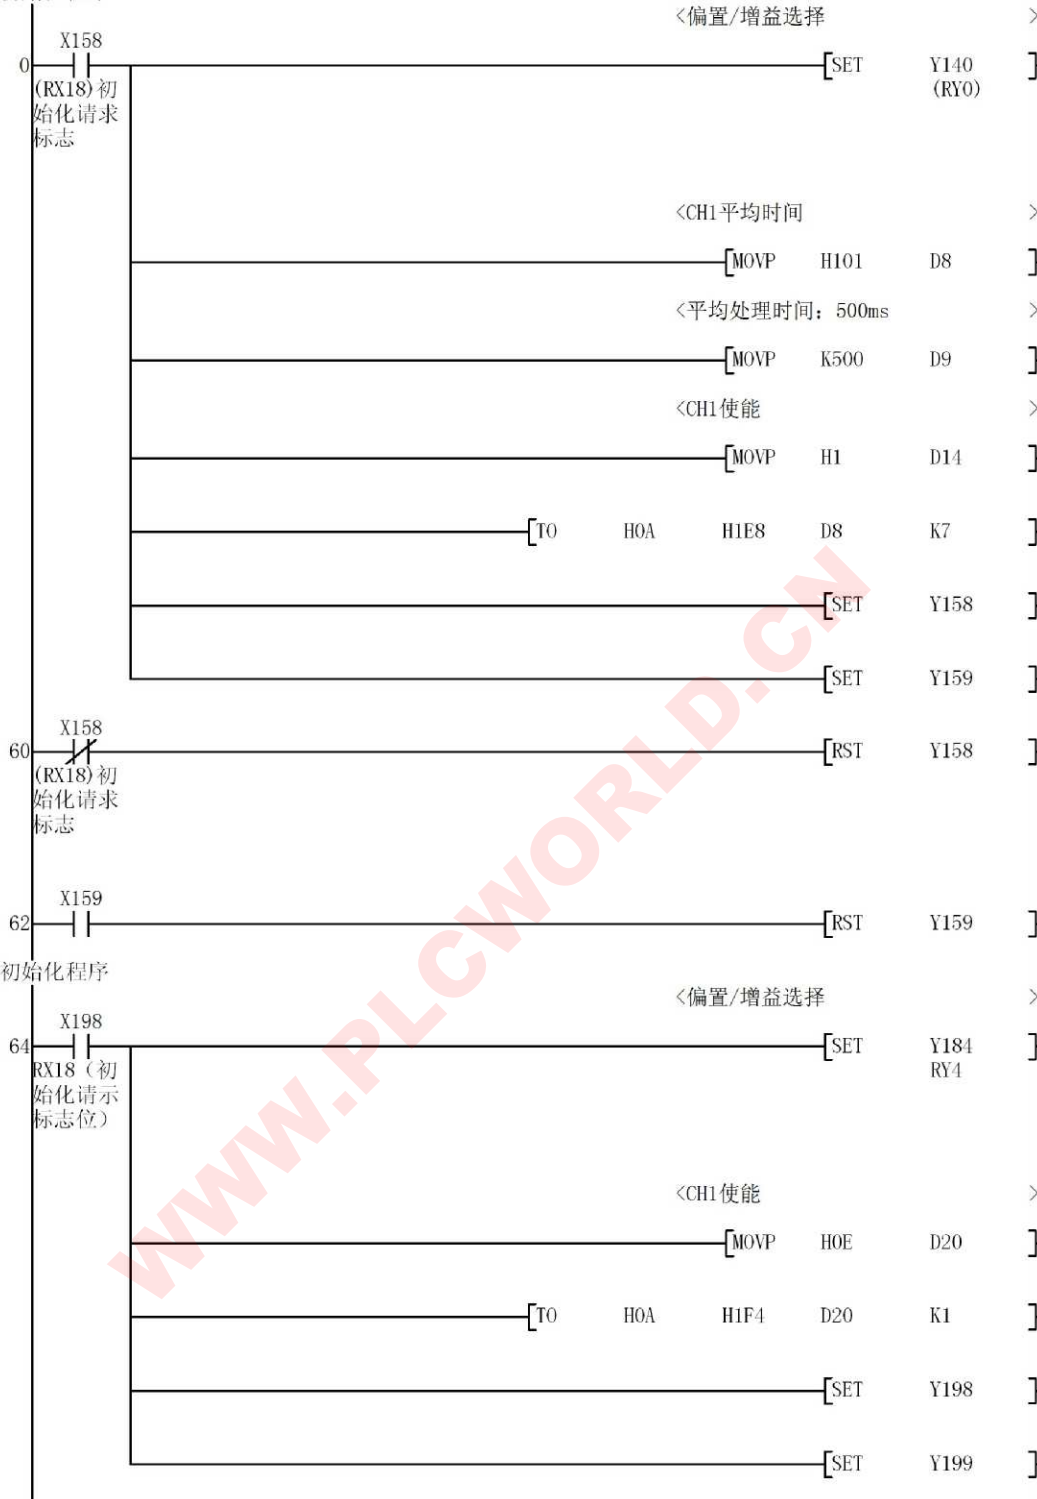 <偏置/增益选择 >
X158
0 [SET Y140 ]
(RX18)初 (RY0)
始化请求
标志
<CH1平均时间 >
[MOVP H101 D8 ]
<平均处理时间: 500ms >
[MOVP K500 D9 ]
<CH1使能 >
[MOVP H1 D14 ]
[TO H0A H1E8 D8 K7 ]
[SET Y158 ]
[SET Y159 ]
X158
60 [RST Y158 ]
(RX18)初
始化请求
标志
X159
62 [RST Y159 ]
初始化程序
<偏置/增益选择 >
X198
64 [SET Y184 ]
RX18（初 RY4
始化请示
标志位）
<CH1使能 >
[MOVP H0E D20 ]
[TO H0A H1F4 D20 K1 ]
[SET Y198 ]
[SET Y199 ]
WWW.PLCWORLD.CN